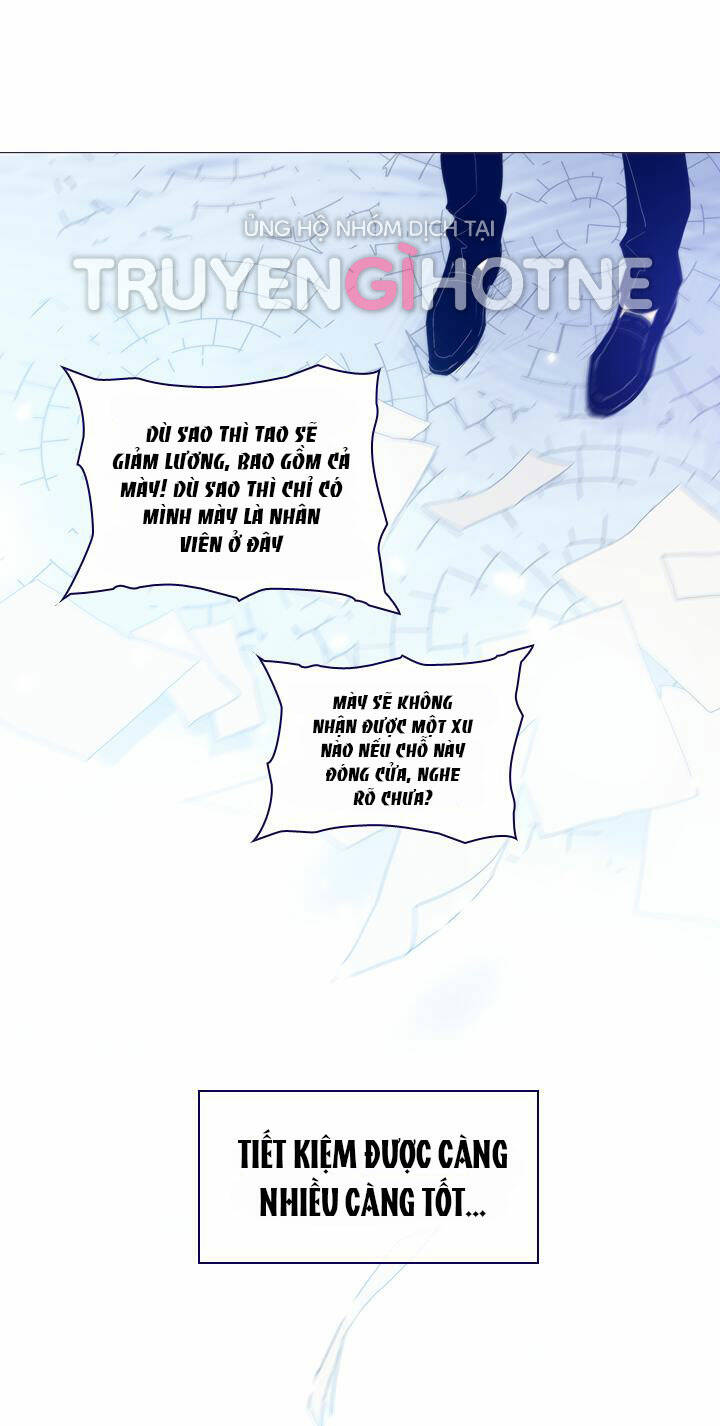 ỦNG HỘ NHÓM DỊCH TẠI
TRUYENGÌHOTNE
DÙ SAO THÌ TAO SẼ
GIẢM LƯƠNG, BAO GỒM CẢ
MÀY! DÙ SAO THÌ CHỈ CÓ
MÌNH MÀY LÀ NHÂN
VIÊN Ở ĐÂY
MÀY SẼ KHÔNG
NHẬN ĐƯỢC MỘT XU
NÀO NẾU CHỖ NÀY
ĐÓNG CỬA, NGHE
RÕ CHƯA?
TIẾT KIỆM ĐƯỢC CÀNG
NHIỀU CÀNG TỐT...